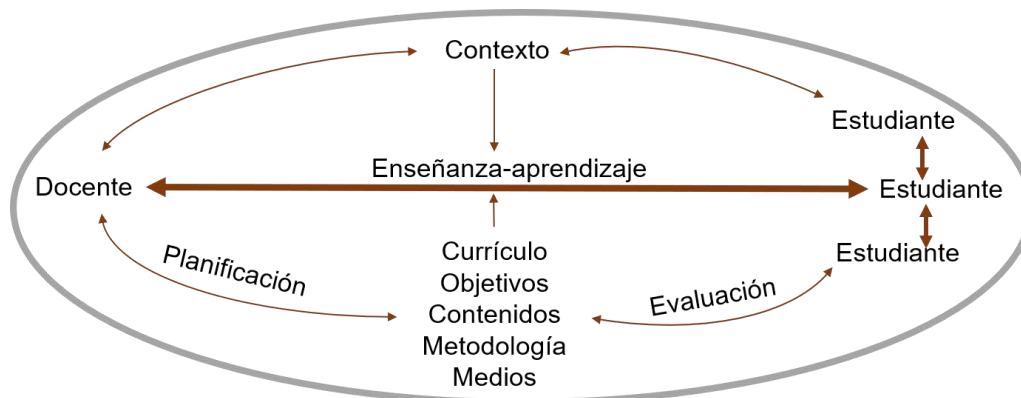 Contexto
Estudiante
Enseñanza-aprendizaje
Docente
Estudiante
Estudiante
Planificación
Currículo
Objetivos
Contenidos
Metodología
Medios
Evaluación